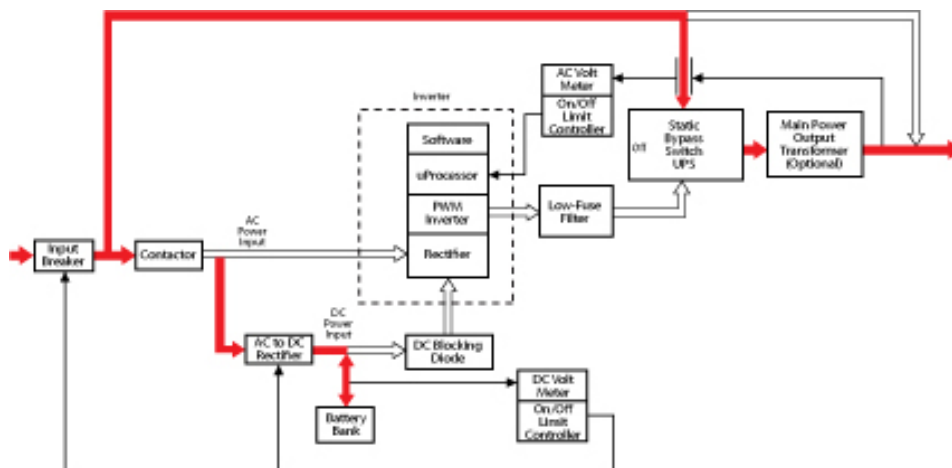 AC Volt
Meter
On/Off
Limit
Controller
Inverter
Software
uProcessor
PWM
Inverter
Rectifier
Off
Static
Bypass
Switch
UPS
Main Power
Output
Transformer
(Optional)
Low-Fuse
Filter
AC
Power
Input
Input
Breaker
Contactor
DC
Power
Input
AC to DC
Rectifier
DC Blocking
Diode
Battery
Bank
DC Volt
Meter
On/Off
Limit
Controller